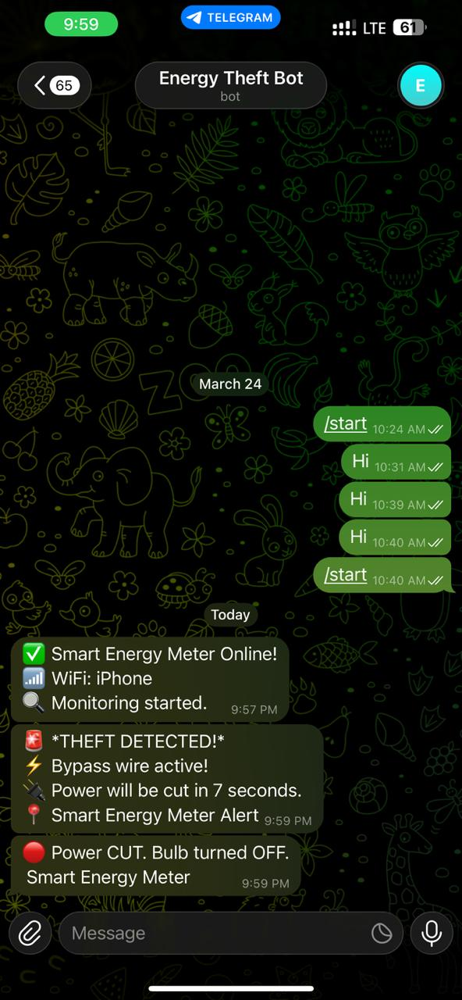 9:59
TELEGRAM
LTE 61
65
Energy Theft Bot
bot
E
March 24
/start 10:24 AM
Hi 10:31 AM
Hi 10:39 AM
Hi 10:40 AM
/start 10:40 AM
Today
✅ Smart Energy Meter Online!
📶 WiFi: iPhone
🔍 Monitoring started. 9:57 PM
🚨 *THEFT DETECTED!*
⚡ Bypass wire active!
🔌 Power will be cut in 7 seconds.
📍 Smart Energy Meter Alert 9:59 PM
🔴 Power CUT. Bulb turned OFF.
Smart Energy Meter 9:59 PM
Message